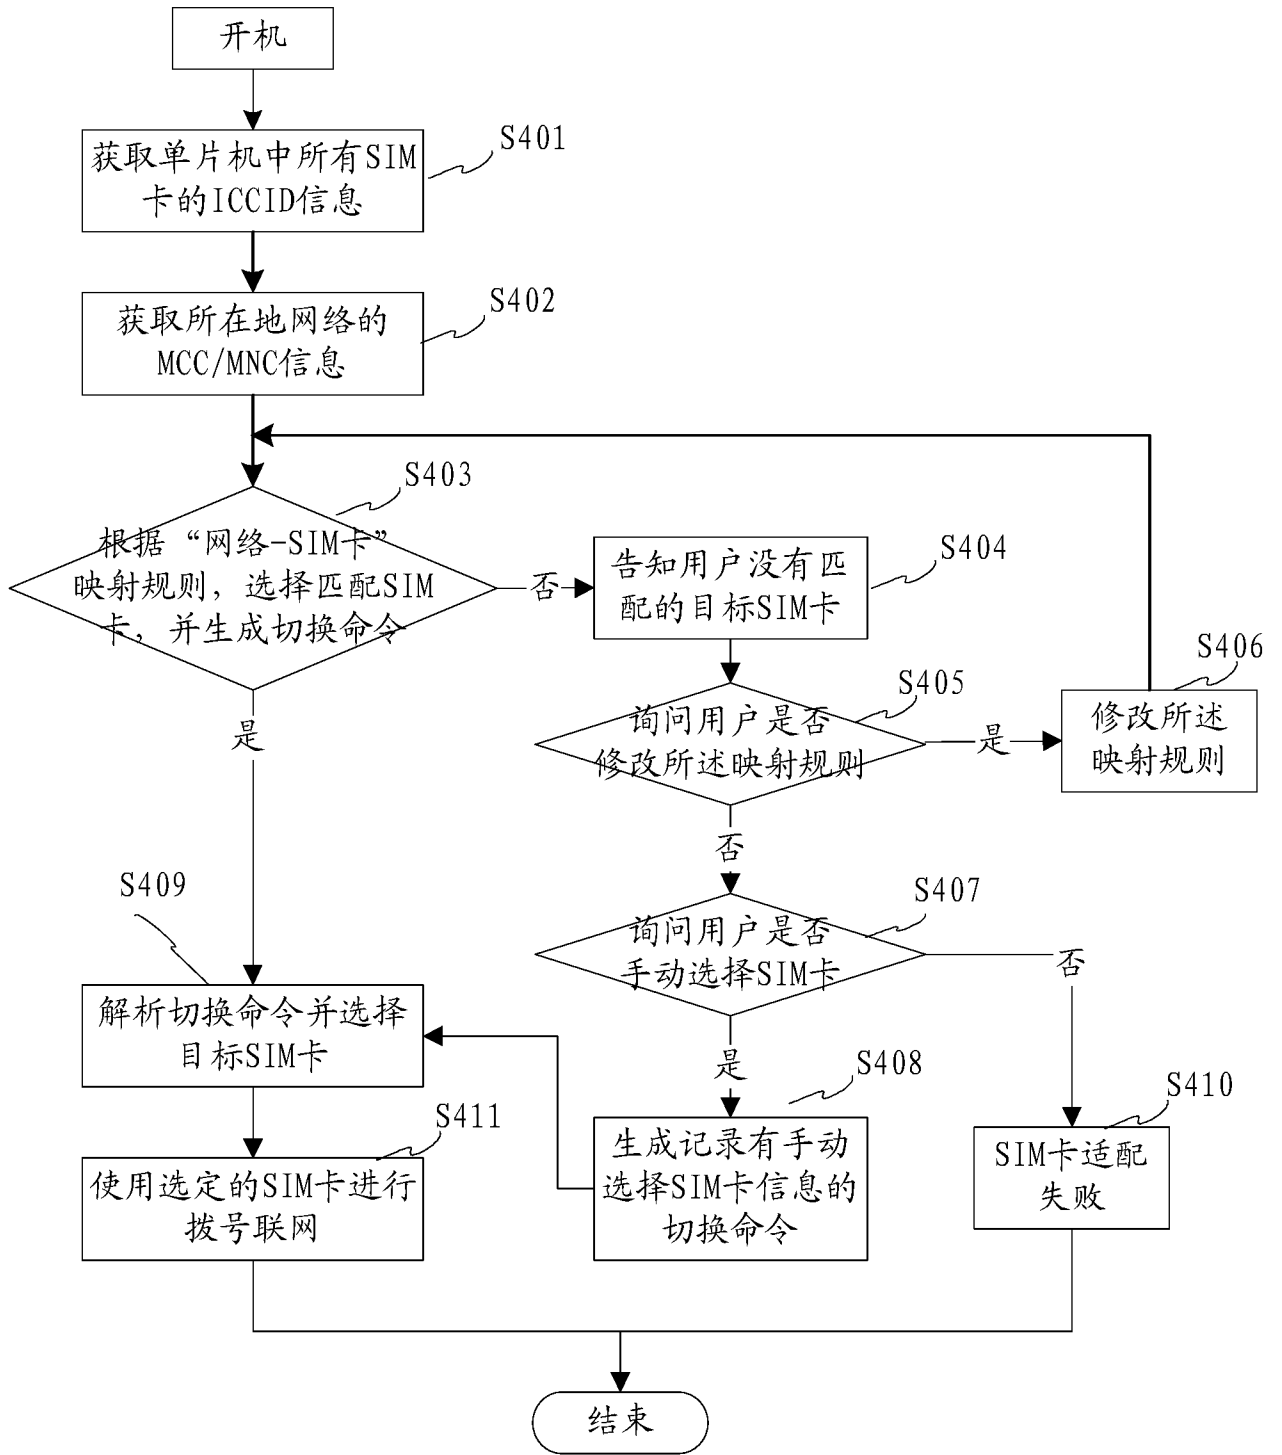 开机
S401
获取单片机中所有SIM
卡的ICCID信息
S402
获取所在地网络的
MCC/MNC信息
S403
根据“网络-SIM卡”
映射规则，选择匹配SIM
卡，并生成切换命令
否
S404
告知用户没有匹
配的目标SIM卡
S405
询问用户是否
修改所述映射规则
是
S406
修改所述
映射规则
是
否
S407
询问用户是否
手动选择SIM卡
否
S409
解析切换命令并选择
目标SIM卡
是
S408
生成记录有手动
选择SIM卡信息的
切换命令
S410
SIM卡适配
失败
S411
使用选定的SIM卡进行
拨号联网
结束